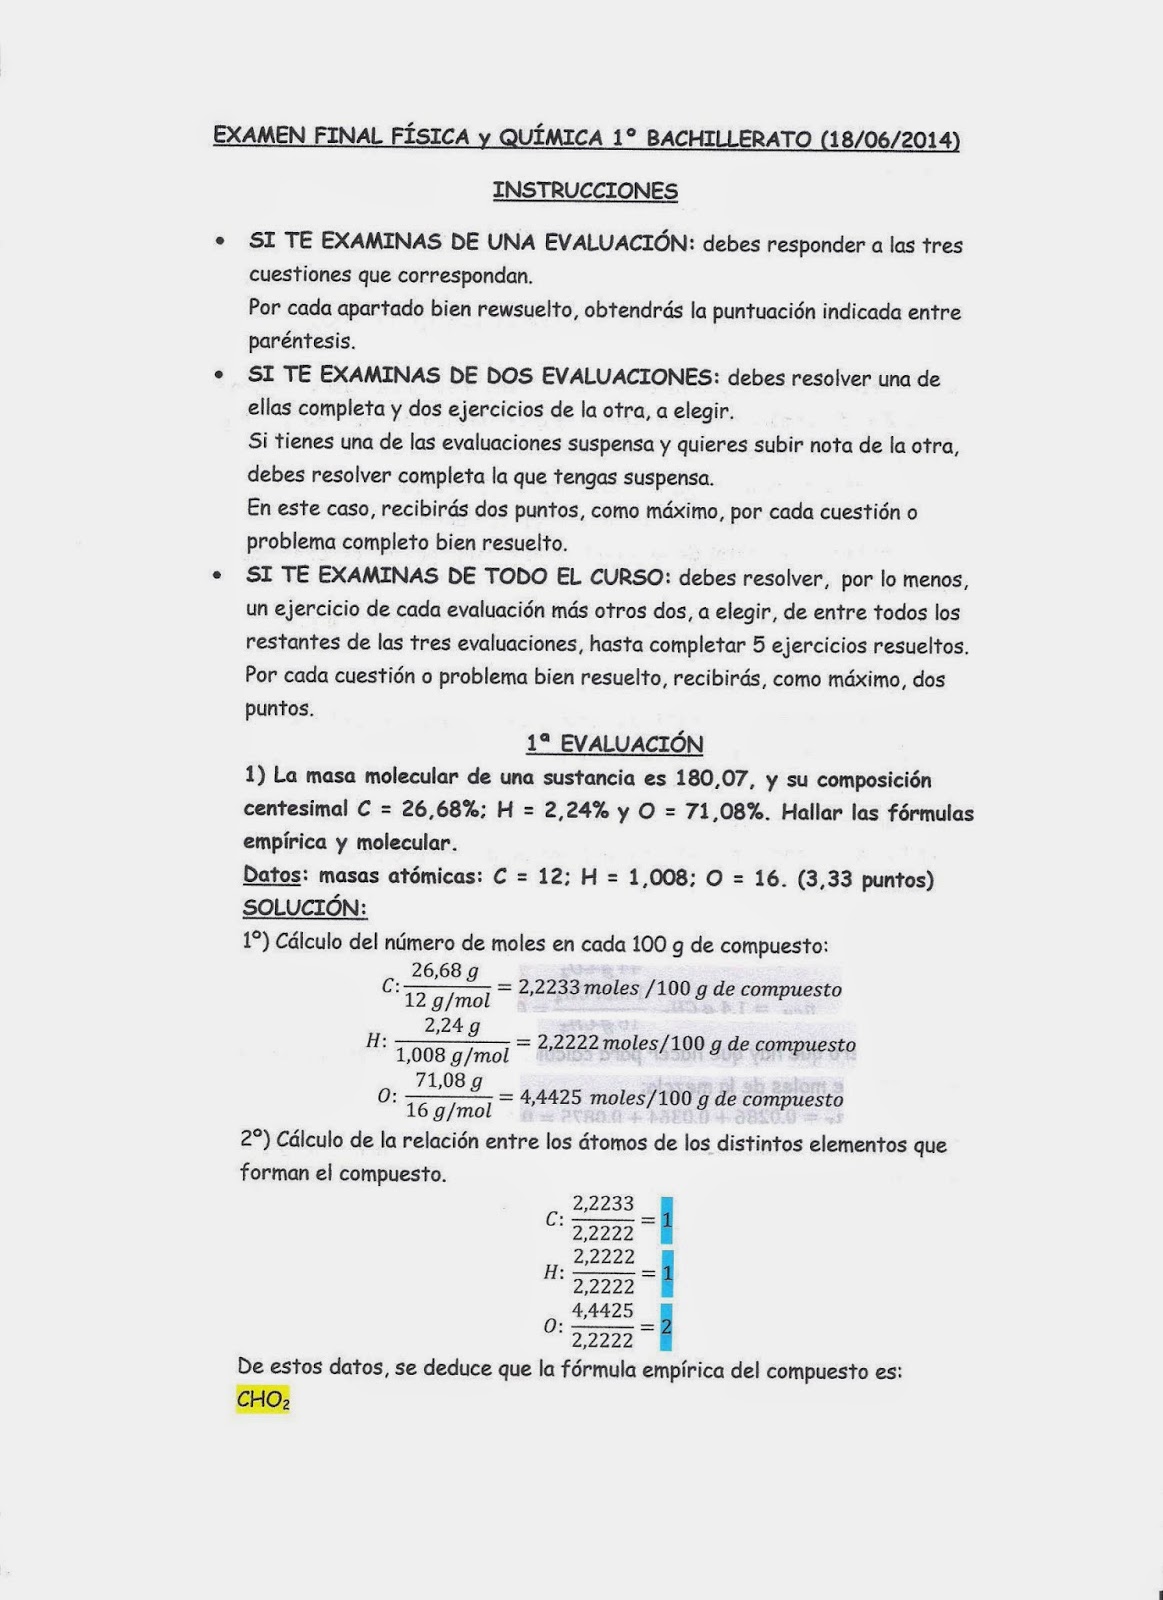 EXAMEN FINAL FÍSICA y QUÍMICA 1º BACHILLERATO (18/06/2014)
INSTRUCCIONES
• SI TE EXAMINAS DE UNA EVALUACIÓN: debes responder a las tres
cuestiones que correspondan.
Por cada apartado bien rewsuelto, obtendrás la puntuación indicada entre
paréntesis.
• SI TE EXAMINAS DE DOS EVALUACIONES: debes resolver una de
ellas completa y dos ejercicios de la otra, a elegir.
Si tienes una de las evaluaciones suspensa y quieres subir nota de la otra,
debes resolver completa la que tengas suspensa.
En este caso, recibirás dos puntos, como máximo, por cada cuestión o
problema completo bien resuelto.
• SI TE EXAMINAS DE TODO EL CURSO: debes resolver, por lo menos,
un ejercicio de cada evaluación más otros dos, a elegir, de entre todos los
restantes de las tres evaluaciones, hasta completar 5 ejercicios resueltos.
Por cada cuestión o problema bien resuelto, recibirás, como máximo, dos
puntos.
1ª EVALUACIÓN
1) La masa molecular de una sustancia es 180,07, y su composición
centesimal C = 26,68%; H = 2,24% y O = 71,08%. Hallar las fórmulas
empírica y molecular.
Datos: masas atómicas: C = 12; H = 1,008; O = 16. (3,33 puntos)
SOLUCIÓN:
1º) Cálculo del número de moles en cada 100 g de compuesto:
C: 26,68 g / 12 g/mol = 2,2233 moles /100 g de compuesto
H: 2,24 g / 1,008 g/mol = 2,2222 moles/100 g de compuesto
O: 71,08 g / 16 g/mol = 4,4425 moles/100 g de compuesto
2º) Cálculo de la relación entre los átomos de los distintos elementos que
forman el compuesto.
C: 2,2233 / 2,2222 = 1
H: 2,2222 / 2,2222 = 1
O: 4,4425 / 2,2222 = 2
De estos datos, se deduce que la fórmula empírica del compuesto es:
CHO₂